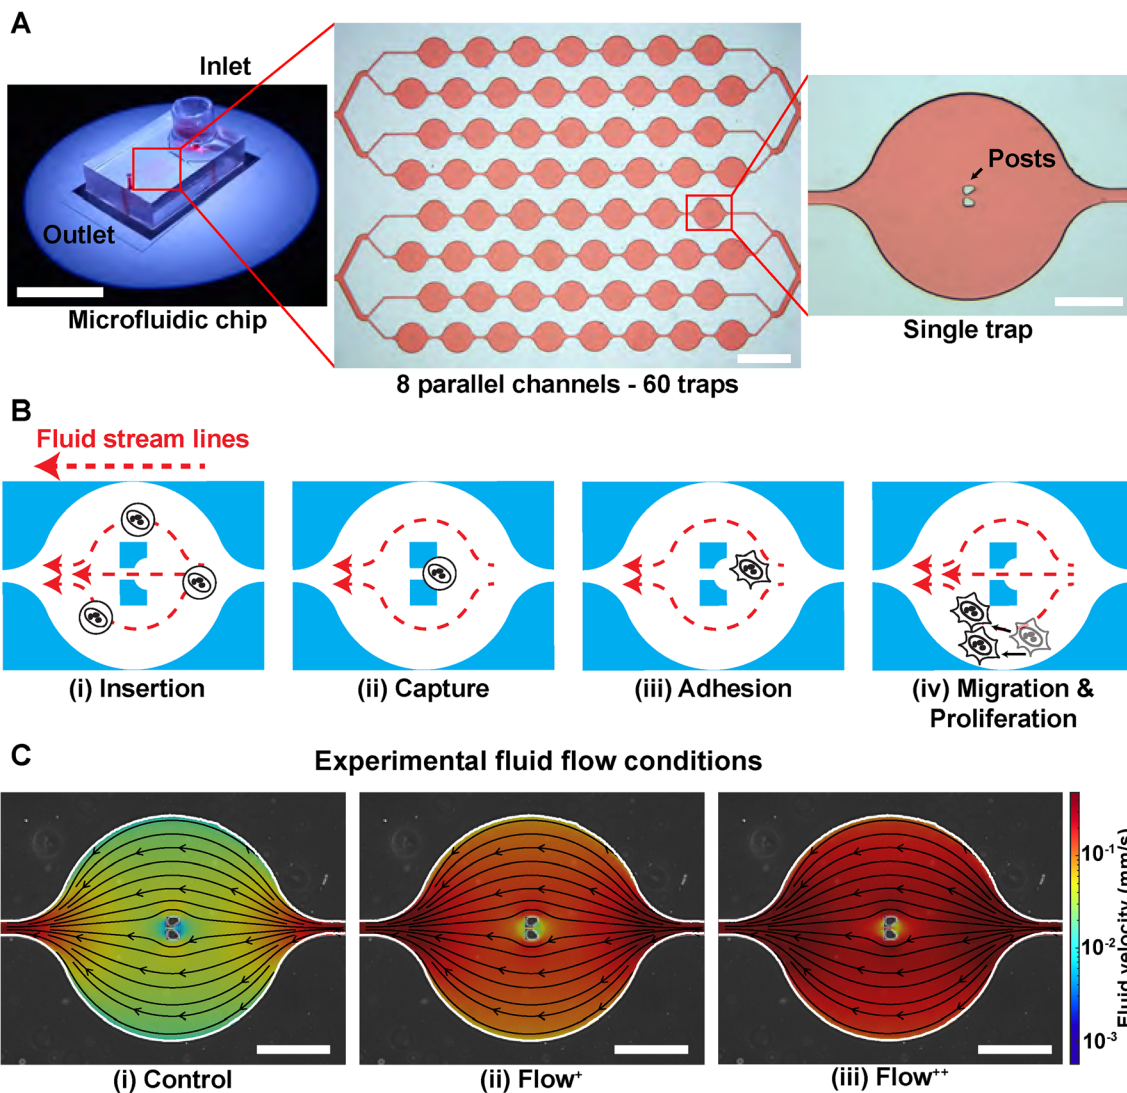 A
Inlet
Outlet
Microfluidic chip
8 parallel channels - 60 traps
Posts
Single trap
B
Fluid stream lines
(i) Insertion
(ii) Capture
(iii) Adhesion
(iv) Migration &
Proliferation
C
Experimental fluid flow conditions
(i) Control
(ii) Flow⁺
(iii) Flow⁺⁺
10⁻¹
10⁻²
10⁻³
Fluid velocity (mm/s)